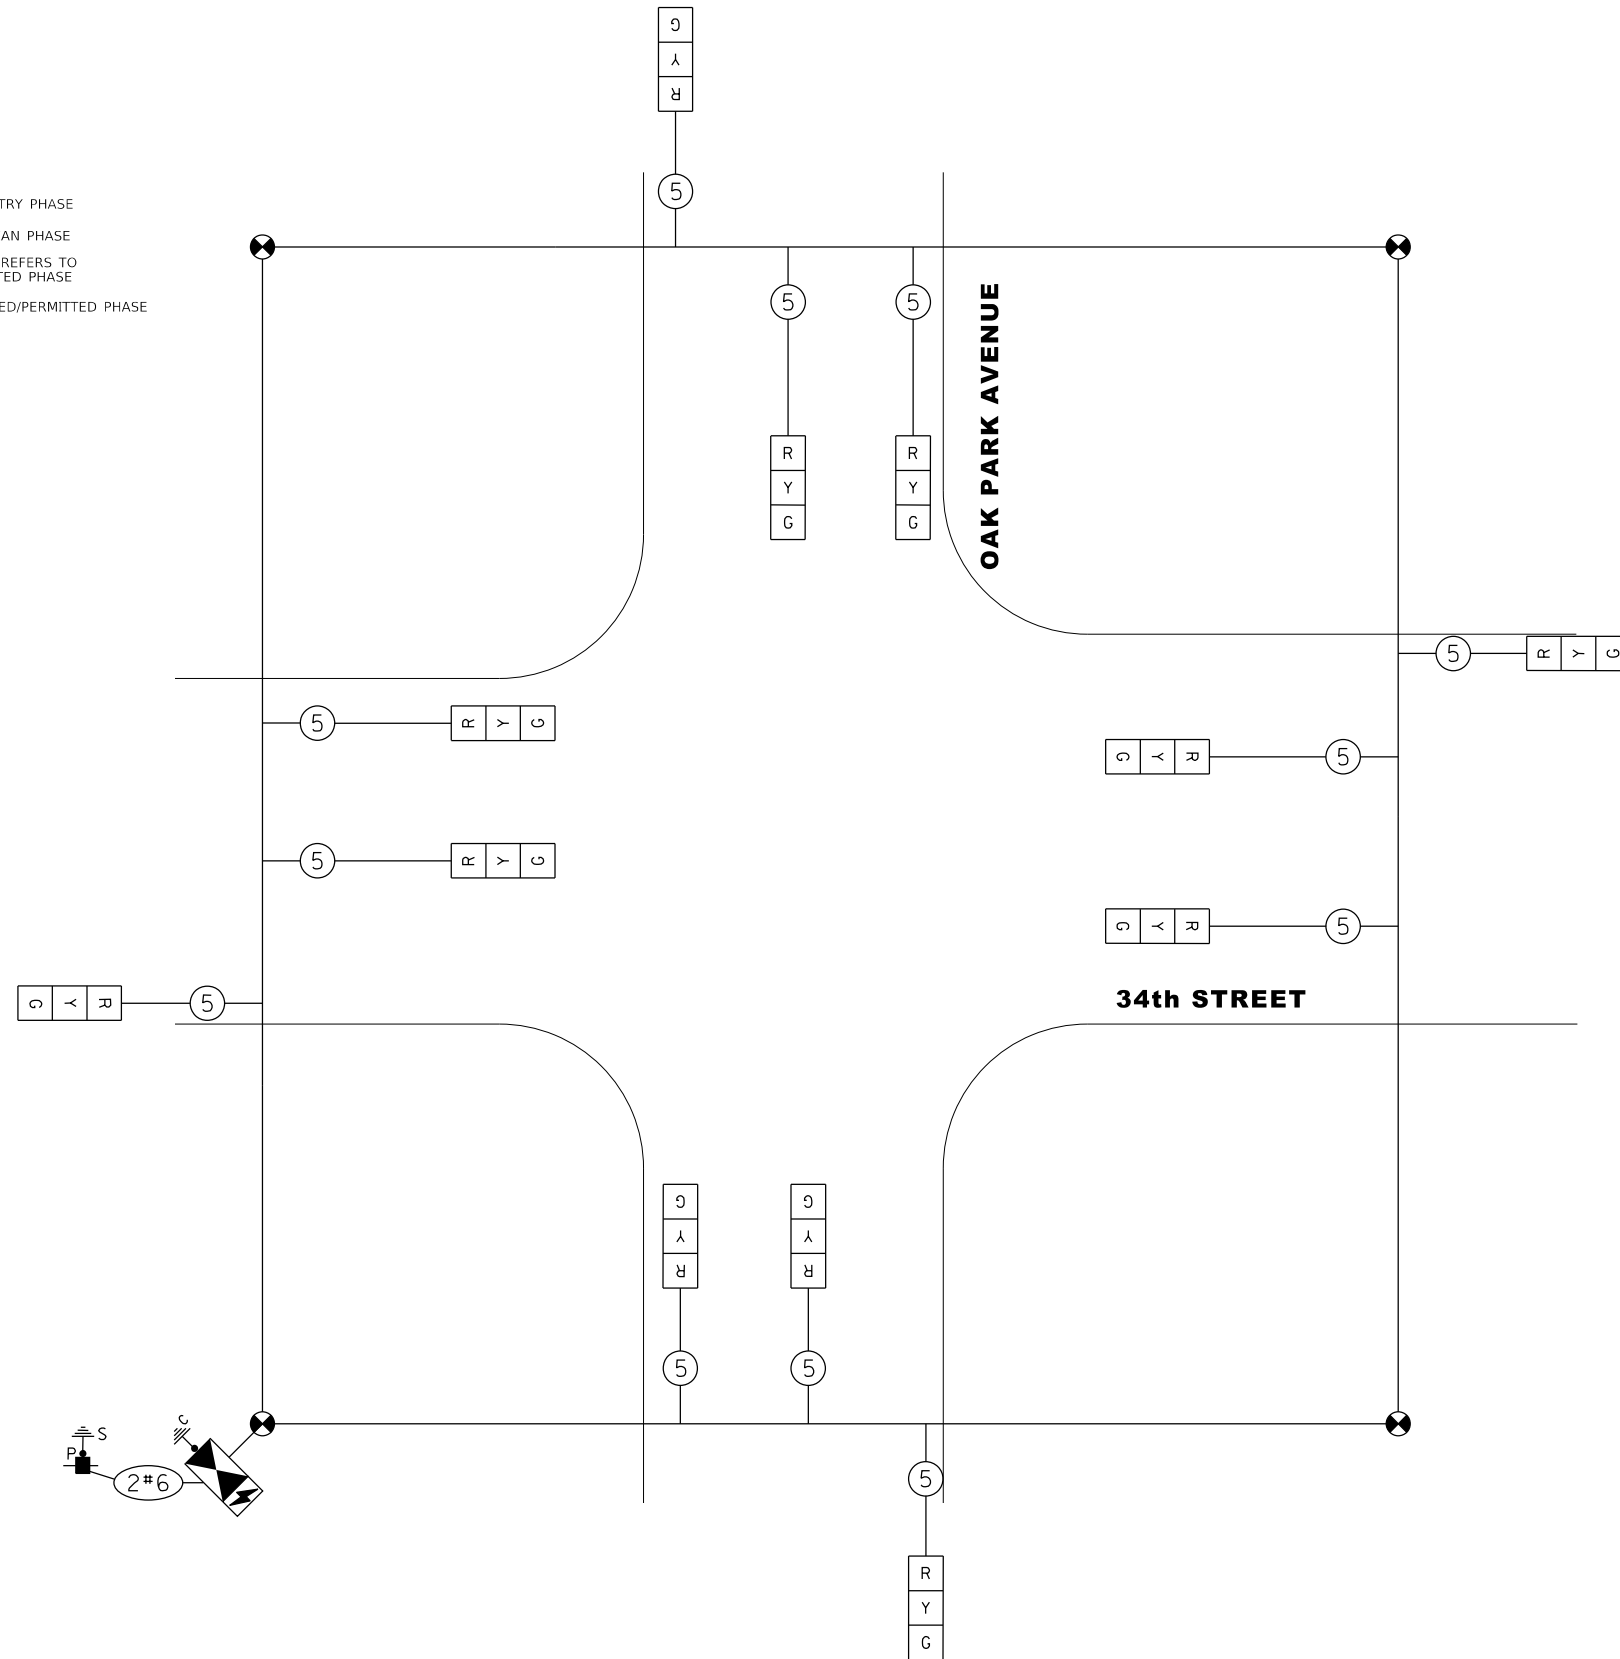 G
Y
R
5
TRY PHASE
AN PHASE
REFERS TO
TED PHASE
ED/PERMITTED PHASE
5 5
R R
Y Y
G G
OAK PARK AVENUE
5 R Y G
5 R Y G
G Y R 5
5 R Y G
G Y R 5
G Y R 5
34th STREET
G G
Y Y
R R
5 5
C
S
P
2#6
5
R
Y
G